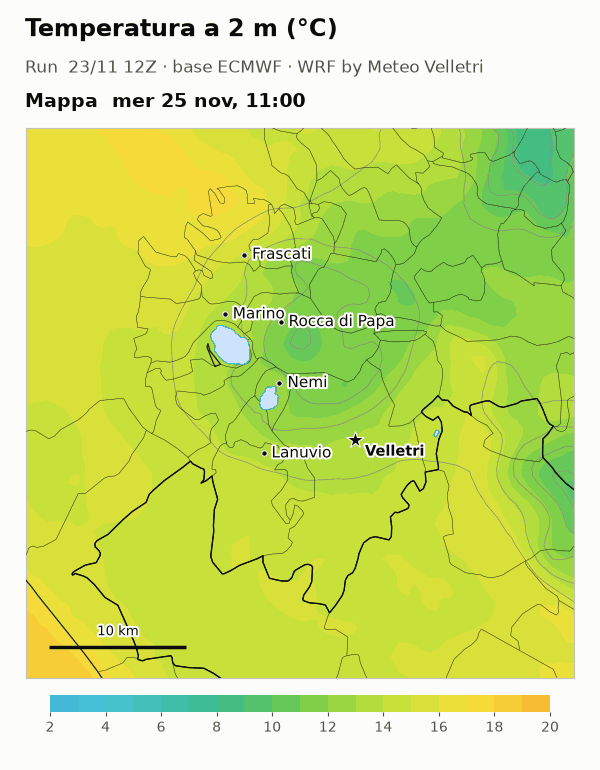 Temperatura a 2 m (°C)
Run  23/11 12Z · base ECMWF · WRF by Meteo Velletri
Mappa  mer 25 nov, 11:00
Frascati
Marino
Rocca di Papa
Nemi
Velletri
Lanuvio
10 km
2 4 6 8 10 12 14 16 18 20